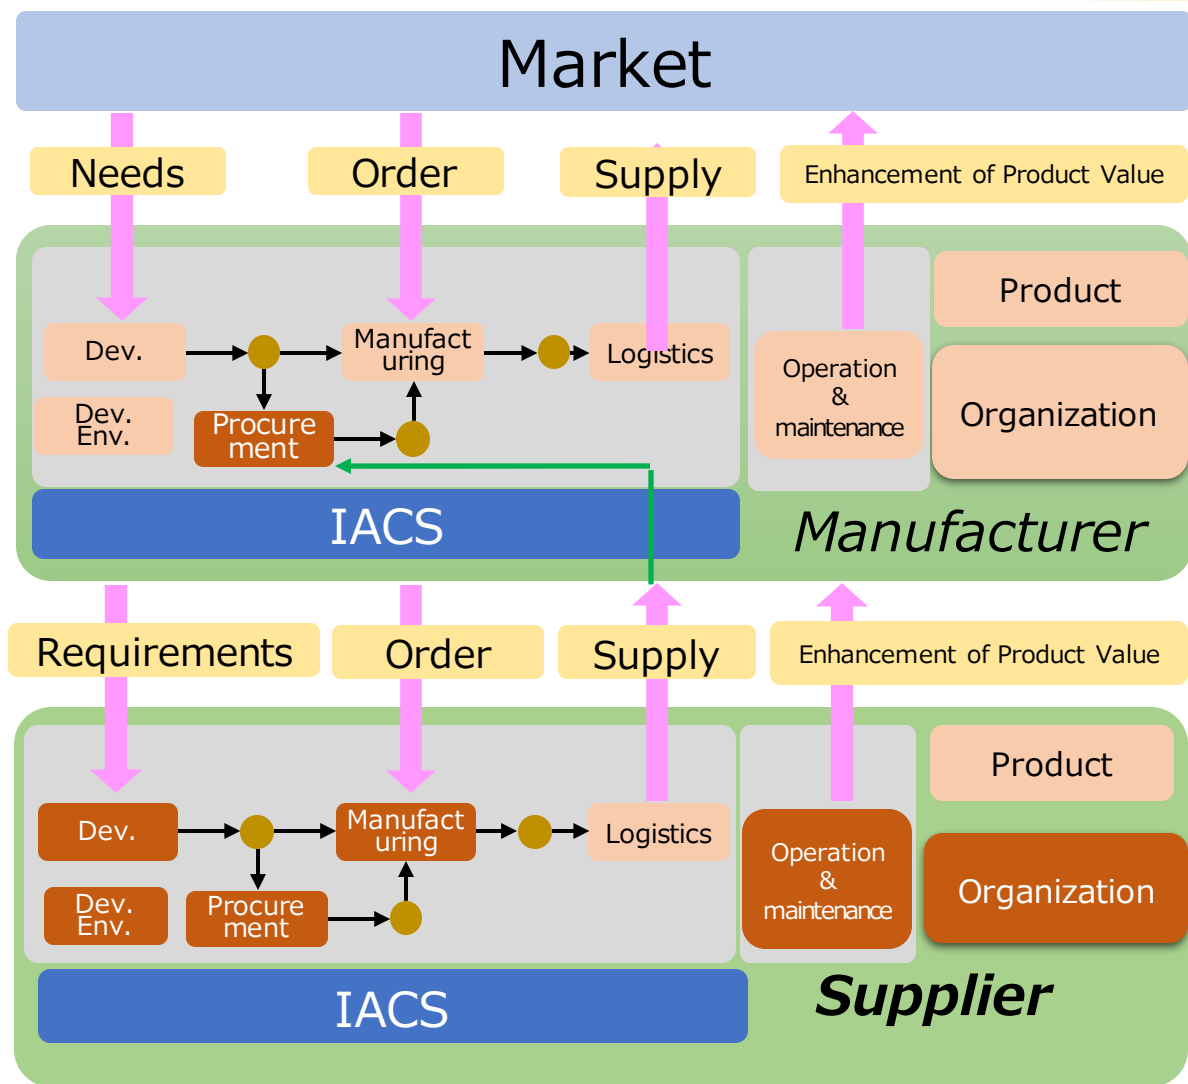 Market
Needs
Order
Supply
Enhancement of Product Value
Product
Dev.
Manufact
uring
Logistics
Operation
&
maintenance
Organization
Dev.
Env.
Procure
ment
IACS
Manufacturer
Requirements
Order
Supply
Enhancement of Product Value
Product
Dev.
Manufact
uring
Logistics
Operation
&
maintenance
Organization
Dev.
Env.
Procure
ment
IACS
Supplier